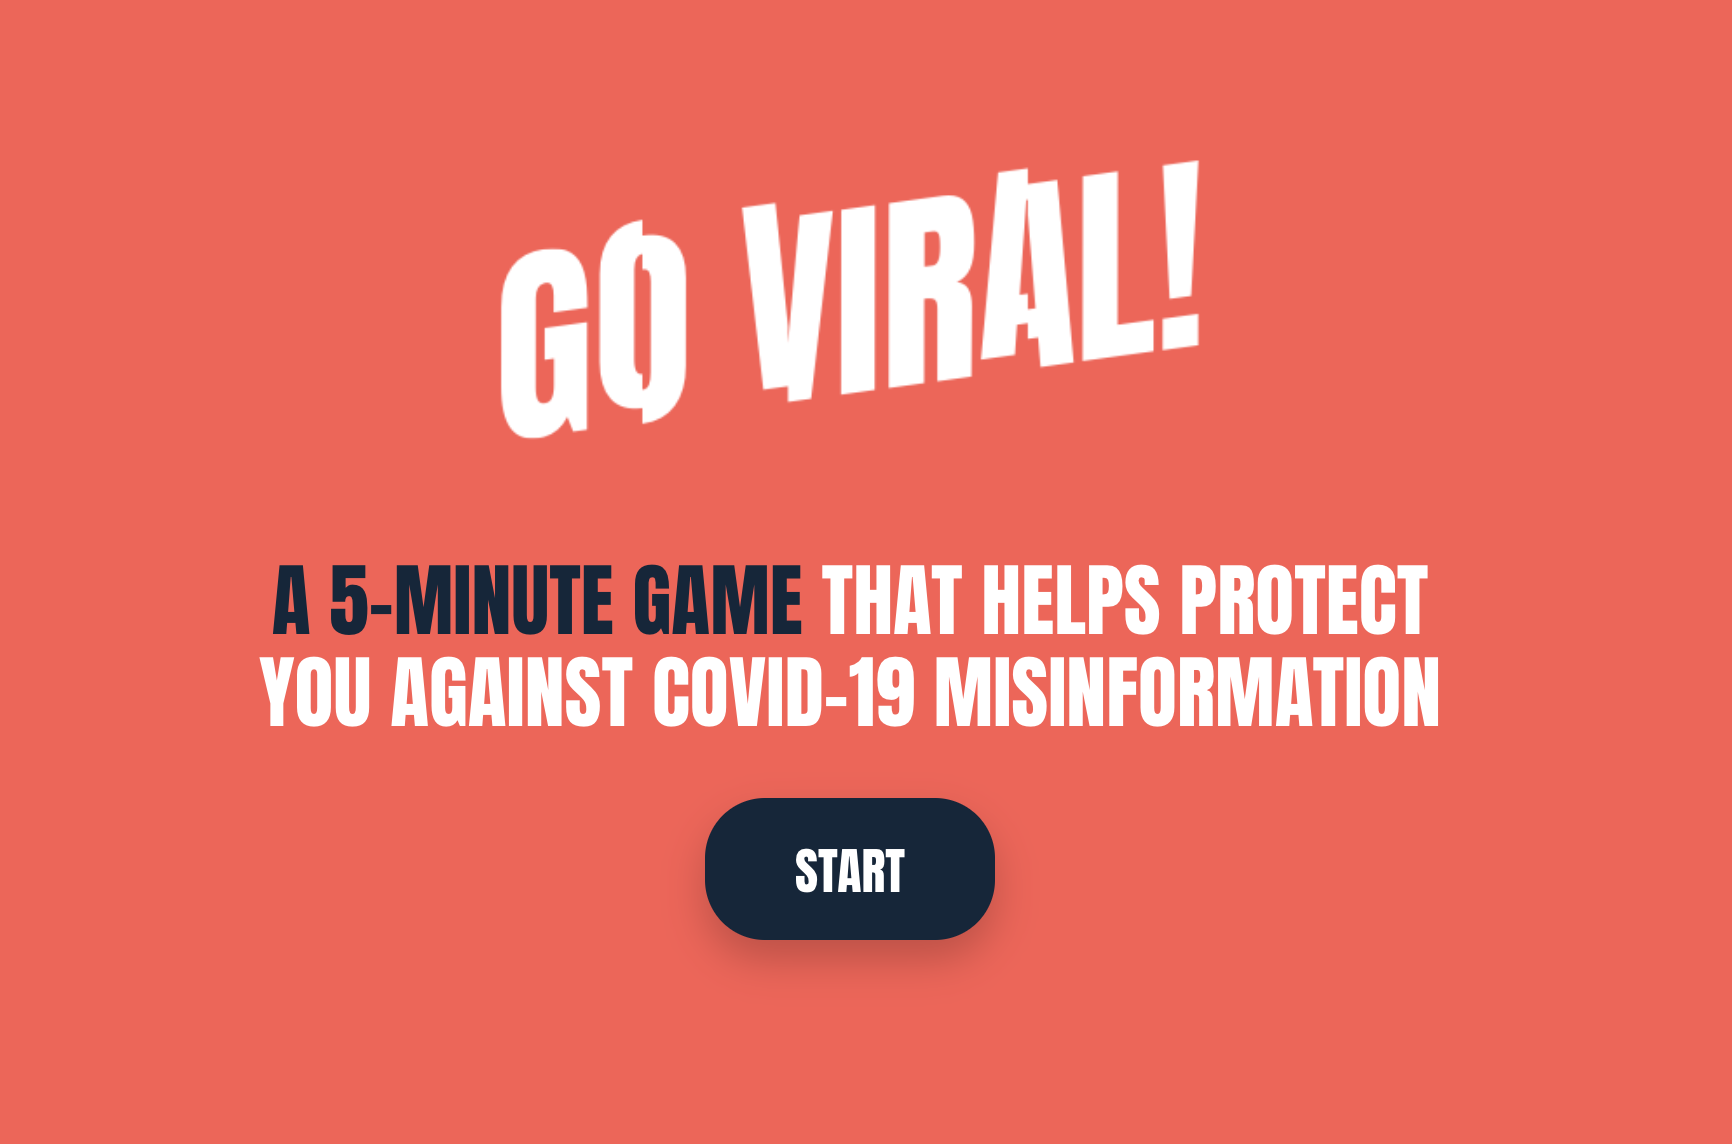 GO VIRAL!
A 5-MINUTE GAME THAT HELPS PROTECT
YOU AGAINST COVID-19 MISINFORMATION
START